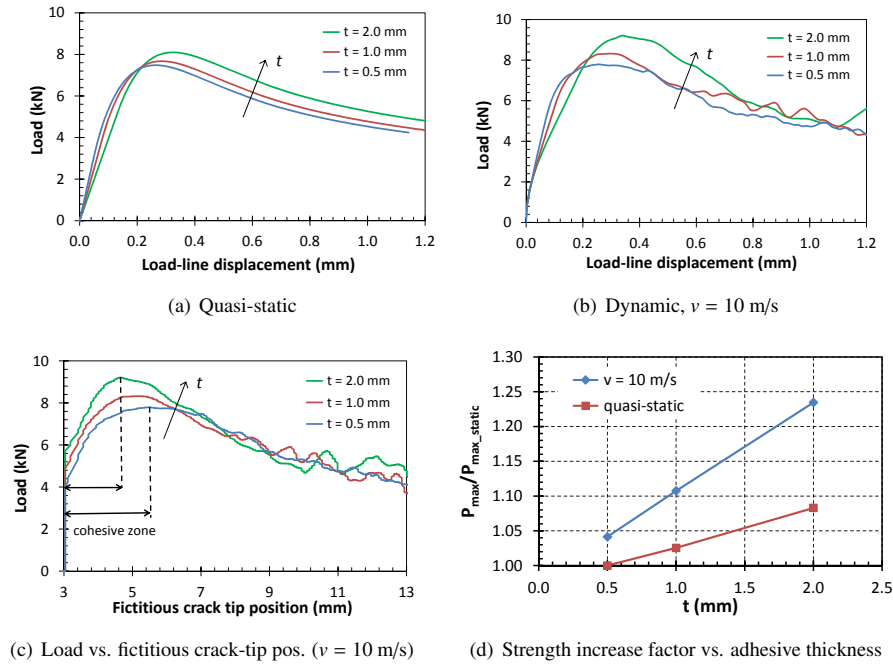 10
8
6
4
2
0
Load (kN)
t = 2.0 mm
t = 1.0 mm
t = 0.5 mm
t
0.0 0.2 0.4 0.6 0.8 1.0 1.2
Load-line displacement (mm)
(a) Quasi-static
10
8
6
4
2
0
Load (kN)
t = 2.0 mm
t = 1.0 mm
t = 0.5 mm
t
0.0 0.2 0.4 0.6 0.8 1.0 1.2
Load-line displacement (mm)
(b) Dynamic, v = 10 m/s
10
8
6
4
2
0
Load (kN)
t = 2.0 mm
t = 1.0 mm
t = 0.5 mm
t
cohesive zone
3 5 7 9 11 13
Fictitious crack tip position (mm)
(c) Load vs. fictitious crack-tip pos. (v = 10 m/s)
1.30
1.25
1.20
1.15
1.10
1.05
1.00
Pmax/Pmax_static
v = 10 m/s
quasi-static
0.0 0.5 1.0 1.5 2.0 2.5
t (mm)
(d) Strength increase factor vs. adhesive thickness